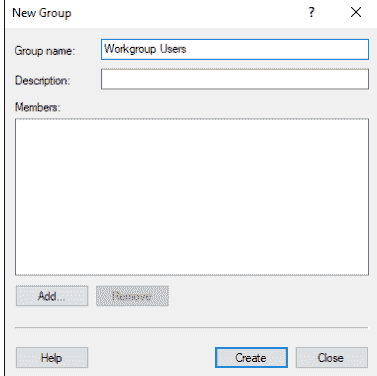 New Group ?
Group name: Workgroup Users
Description:
Members:
Add... Remove
Help Create Close